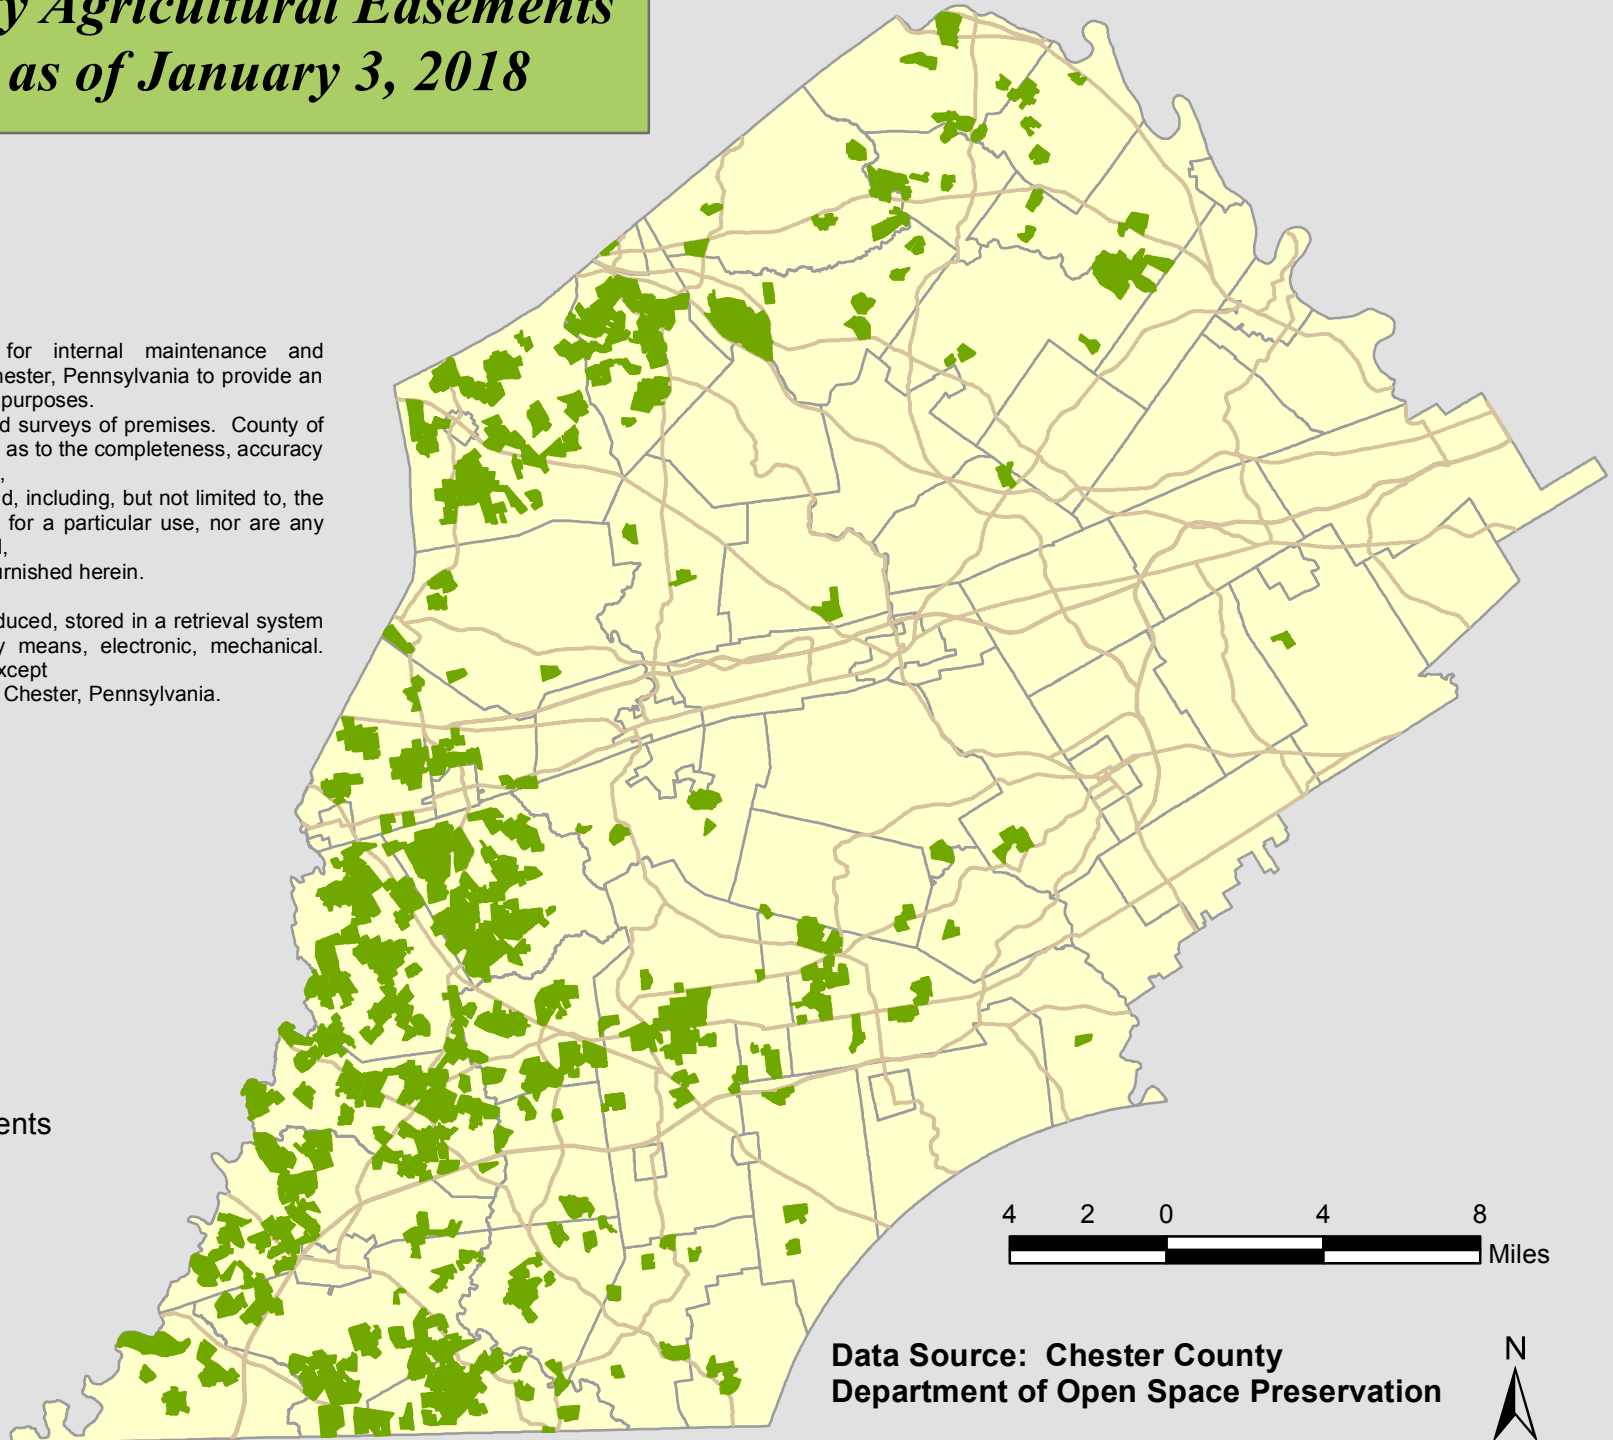 y Agricultural Easements
as of January 3, 2018
for internal maintenance and
hester, Pennsylvania to provide an
purposes.
d surveys of premises. County of
as to the completeness, accuracy
,
d, including, but not limited to, the
for a particular use, nor are any
,
urnished herein.
duced, stored in a retrieval system
y means, electronic, mechanical.
xcept
Chester, Pennsylvania.
ents
4 2 0 4 8
Miles
Data Source: Chester County
Department of Open Space Preservation
N